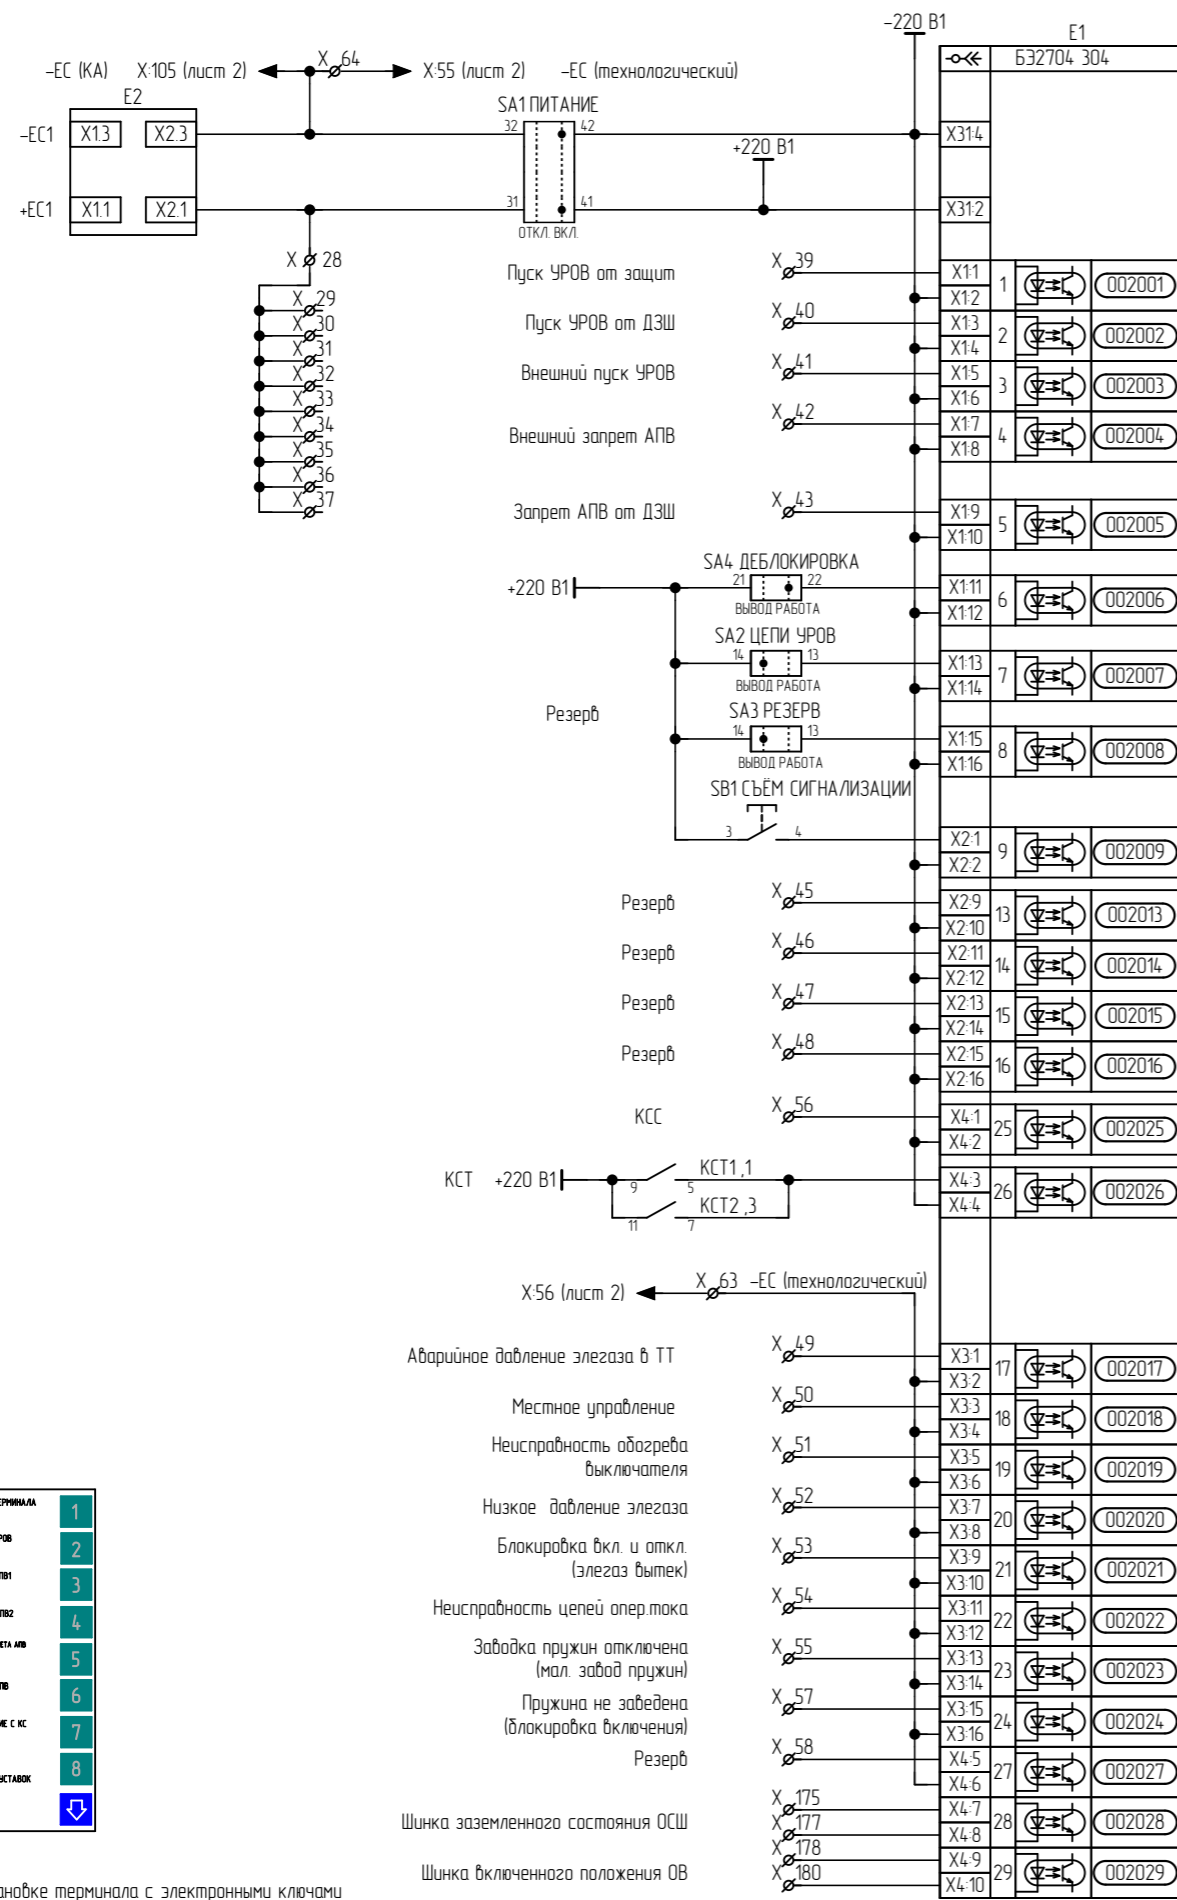 -220 В1
Е1
БЭ2704 304
-ЕС (КА) Х:105 (лист 2) Х 64 Х:55 (лист 2) -ЕС (технологический)
Е2
SA1 ПИТАНИЕ
-ЕС1 Х1.3 Х2.3 32 42 Х31:4
+220 В1
+ЕС1 Х1.1 Х2.1 31 41 Х31:2
ОТКЛ. ВКЛ.
Х 28
Х 29
Х 30
Х 31
Х 32
Х 33
Х 34
Х 35
Х 36
Х 37
Пуск УРОВ от защит Х 39 Х1:1 1 002001
Х1:2
Пуск УРОВ от ДЗШ Х 40 Х1:3 2 002002
Х1:4
Внешний пуск УРОВ Х 41 Х1:5 3 002003
Х1:6
Внешний запрет АПВ Х 42 Х1:7 4 002004
Х1:8
Запрет АПВ от ДЗШ Х 43 Х1:9 5 002005
Х1:10
SA4 ДЕБЛОКИРОВКА
+220 В1 21 22 Х1:11 6 002006
ВЫВОД РАБОТА Х1:12
SA2 ЦЕПИ УРОВ
14 13 Х1:13 7 002007
ВЫВОД РАБОТА Х1:14
Резерв SA3 РЕЗЕРВ
14 13 Х1:15 8 002008
ВЫВОД РАБОТА Х1:16
SB1 СЪЁМ СИГНАЛИЗАЦИИ
3 4 Х2:1 9 002009
Х2:2
Резерв Х 45 Х2:9 13 002013
Х2:10
Резерв Х 46 Х2:11 14 002014
Х2:12
Резерв Х 47 Х2:13 15 002015
Х2:14
Резерв Х 48 Х2:15 16 002016
Х2:16
КСС Х 56 Х4:1 25 002025
Х4:2
КСТ +220 В1 9 5 КСТ1,1 Х4:3 26 002026
11 7 КСТ2 ,3 Х4:4
Х:56 (лист 2) Х 63 -ЕС (технологический)
Аварийное давление элегаза в ТТ Х 49 Х3:1 17 002017
Х3:2
Местное управление Х 50 Х3:3 18 002018
Х3:4
Неисправность обогрева
выключателя Х 51 Х3:5 19 002019
Х3:6
Низкое давление элегаза Х 52 Х3:7 20 002020
Х3:8
Блокировка вкл. и откл.
(элегаз вытек) Х 53 Х3:9 21 002021
Х3:10
Неисправность цепей опер.тока Х 54 Х3:11 22 002022
Х3:12
Заводка пружин отключена
(мал. завод пружин) Х 55 Х3:13 23 002023
Х3:14
Пружина не заведена
(блокировка включения) Х 57 Х3:15 24 002024
Х3:16
Резерв Х 58 Х4:5 27 002027
Х4:6
Шинка заземленного состояния ОСШ Х 175 Х4:7 28 002028
Х 177 Х4:8
Шинка включенного положения ОВ Х 178 Х4:9 29 002029
Х 180 Х4:10
ЕРМИНАЛА 1
РОВ 2
ПВ1 3
ПВ2 4
ЕТА АПВ 5
ПВ 6
ИЕ С КС 7
УСТАВОК 8
ановке терминала с электронными ключами